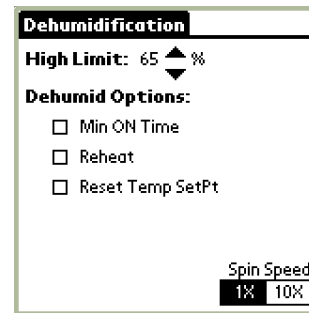 Dehumidification
High Limit: 65 %
Dehumid Options:
Min ON Time
Reheat
Reset Temp SetPt
Spin Speed
1X 10X